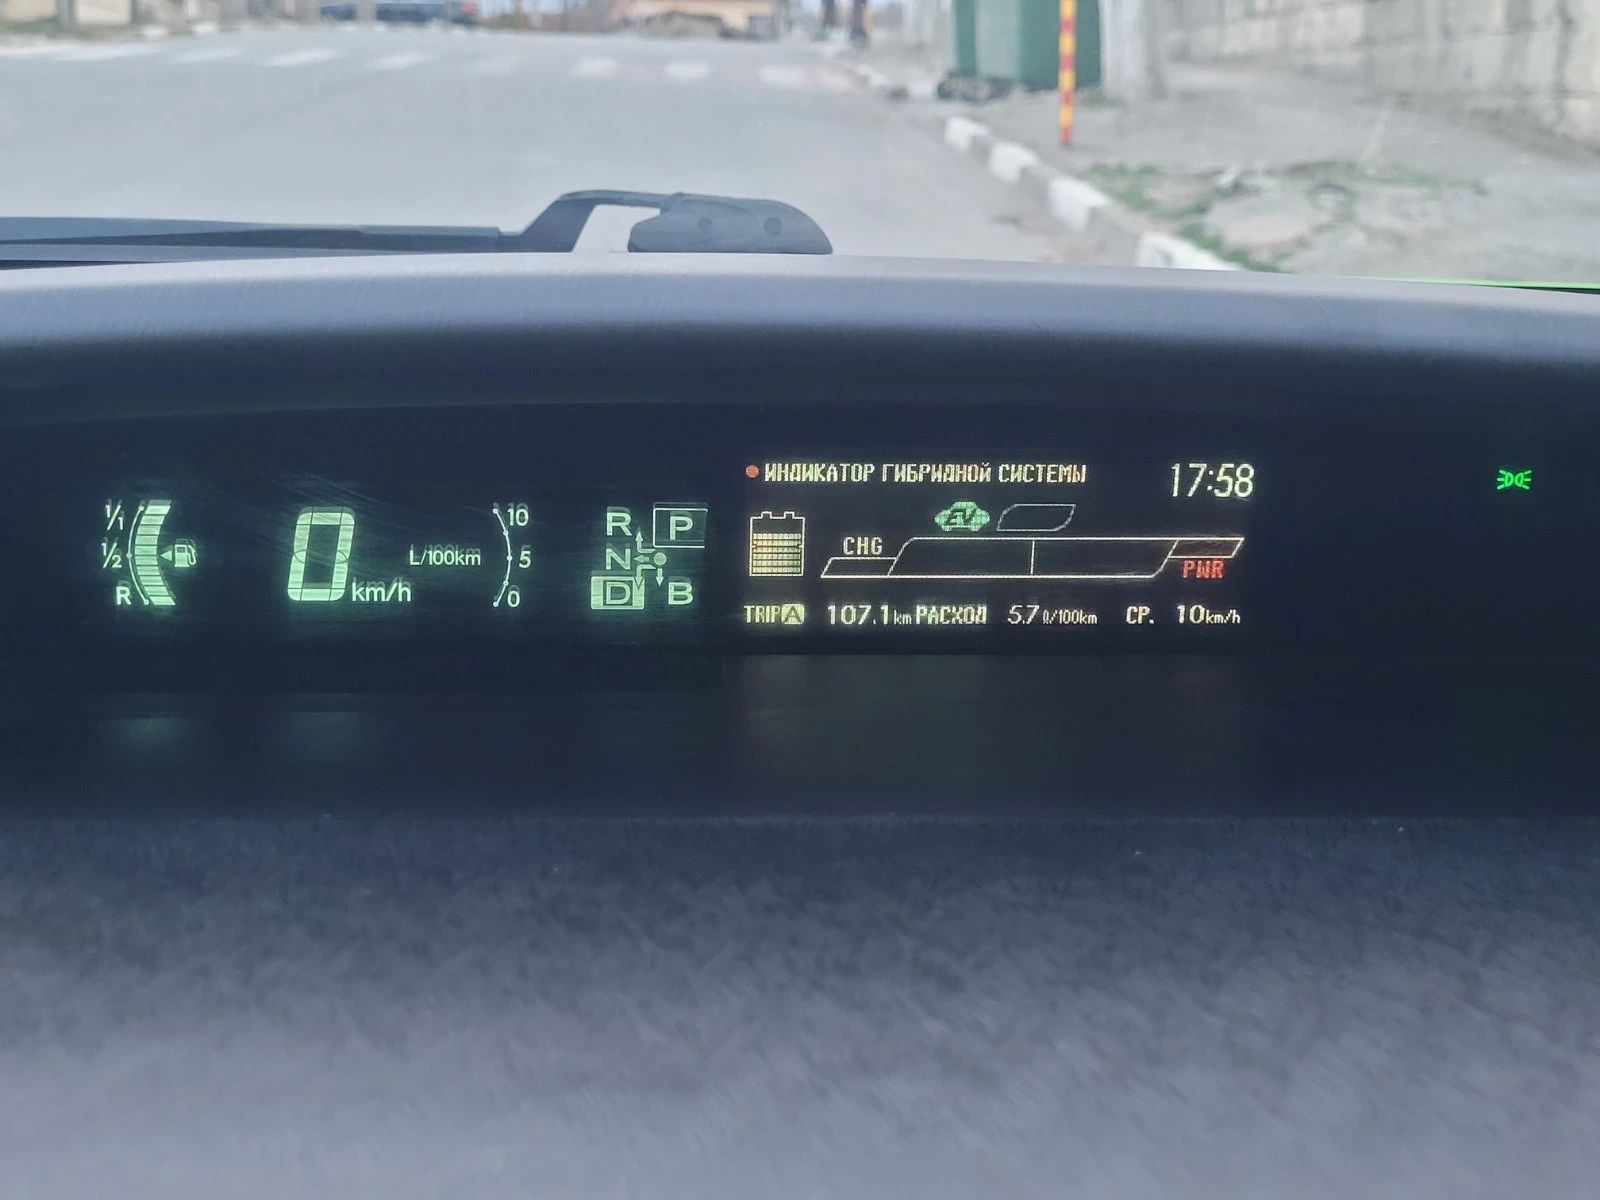 1/1
1/2
R
0 km/h
L/100km
10
5
0
R P
N
D B
ИНДИКАТОР ГИБРИДНОЙ СИСТЕМЫ 17:58
EV
CHG
PWR
TRIP A 107.1 km РАСХОД 5.7 ℓ/100km СР. 10 km/h